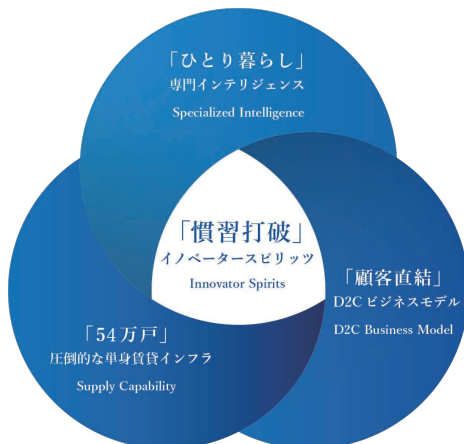 「ひとり暮らし」
専門インテリジェンス
Specialized Intelligence
「慣習打破」
イノベータースピリッツ
Innovator Spirits
「顧客直結」
D2C ビジネスモデル
D2C Business Model
「54万戸」
圧倒的な単身賃貸インフラ
Supply Capability